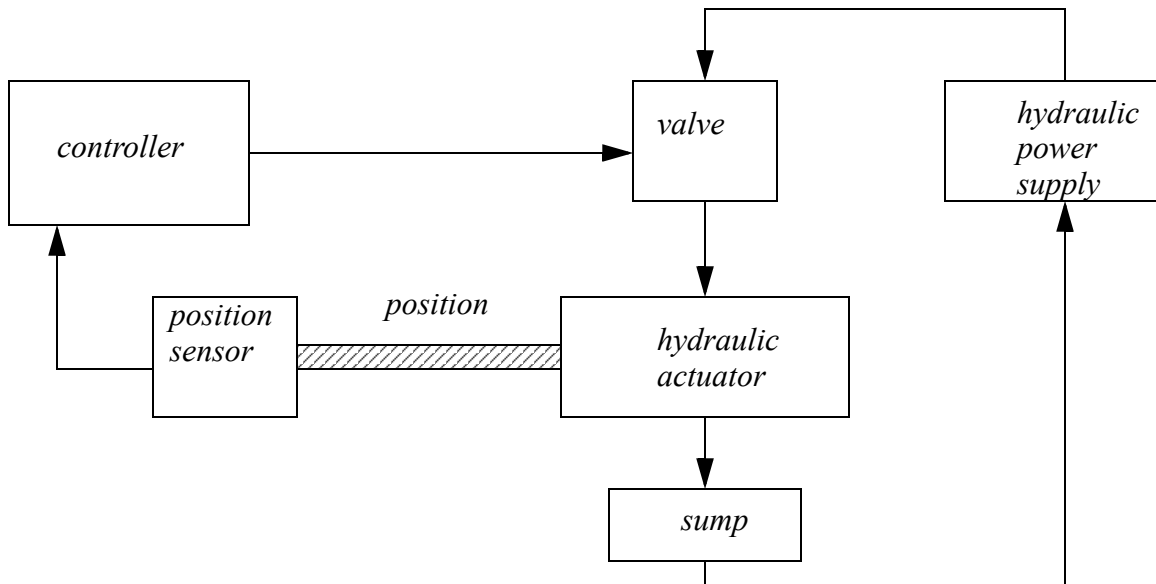 controller
valve
hydraulic
power
supply
position
sensor
position
hydraulic
actuator
sump